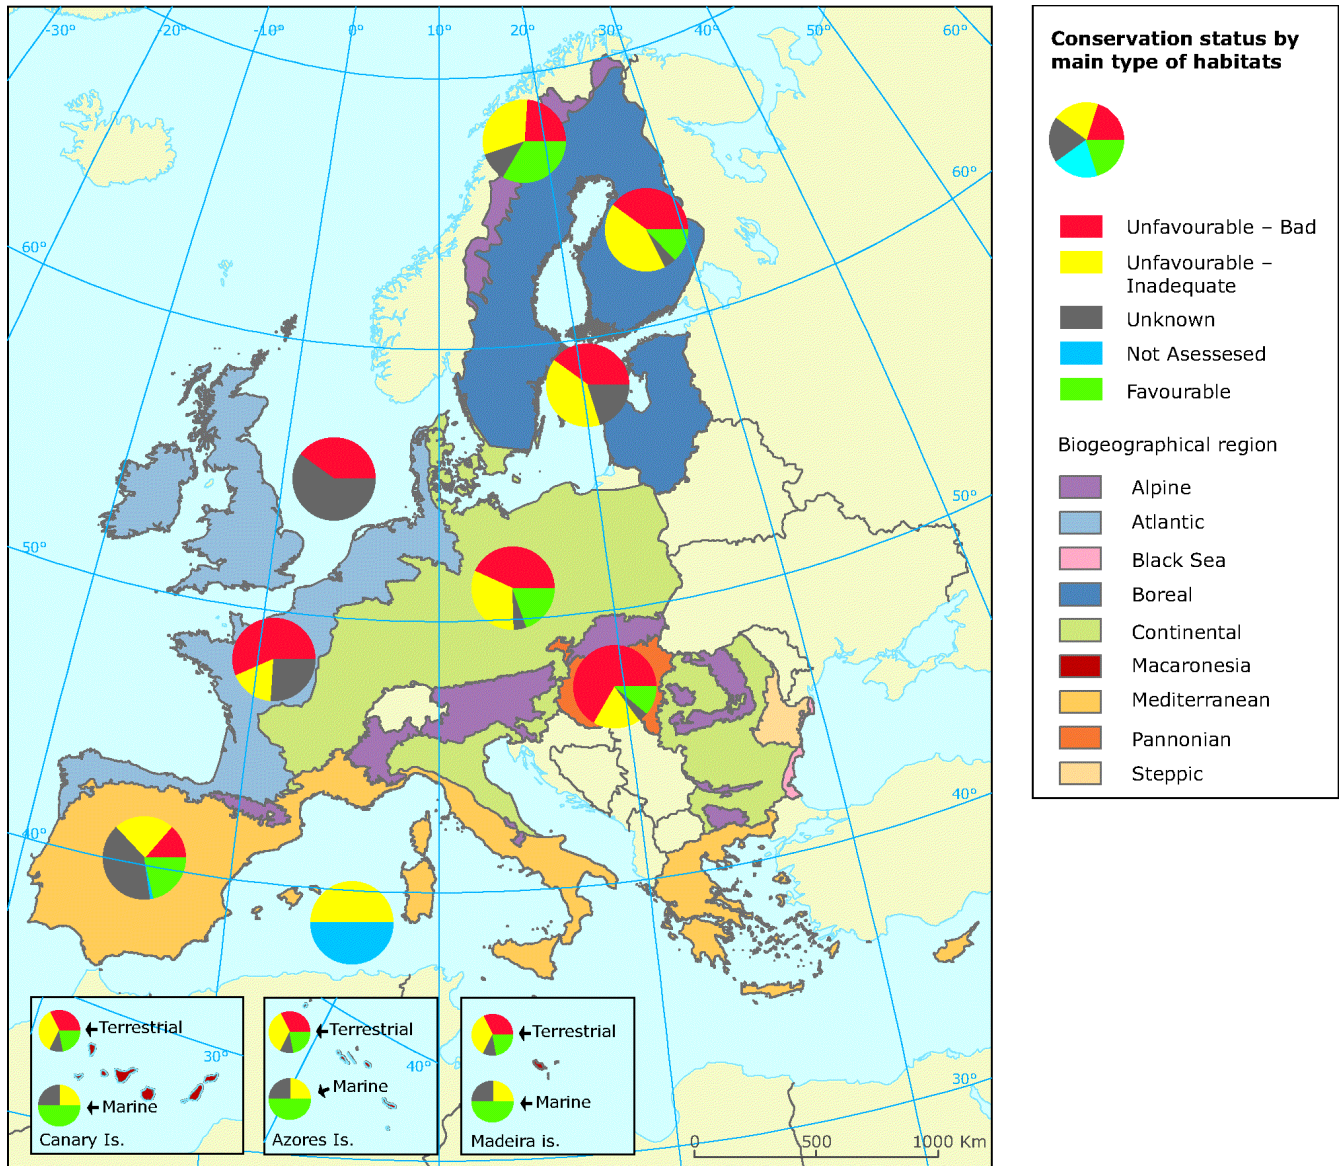 -30°
-20°
-10°
0°
10°
20°
30°
40°
50°
60°
60°
60°
50°
50°
40°
40°
30°
Terrestrial
30°
Marine
Canary Is.
Terrestrial
40°
Marine
Azores Is.
Terrestrial
Marine
Madeira is.
0 500 1000 Km
Conservation status by
main type of habitats
Unfavourable – Bad
Unfavourable –
Inadequate
Unknown
Not Asessesed
Favourable
Biogeographical region
Alpine
Atlantic
Black Sea
Boreal
Continental
Macaronesia
Mediterranean
Pannonian
Steppic